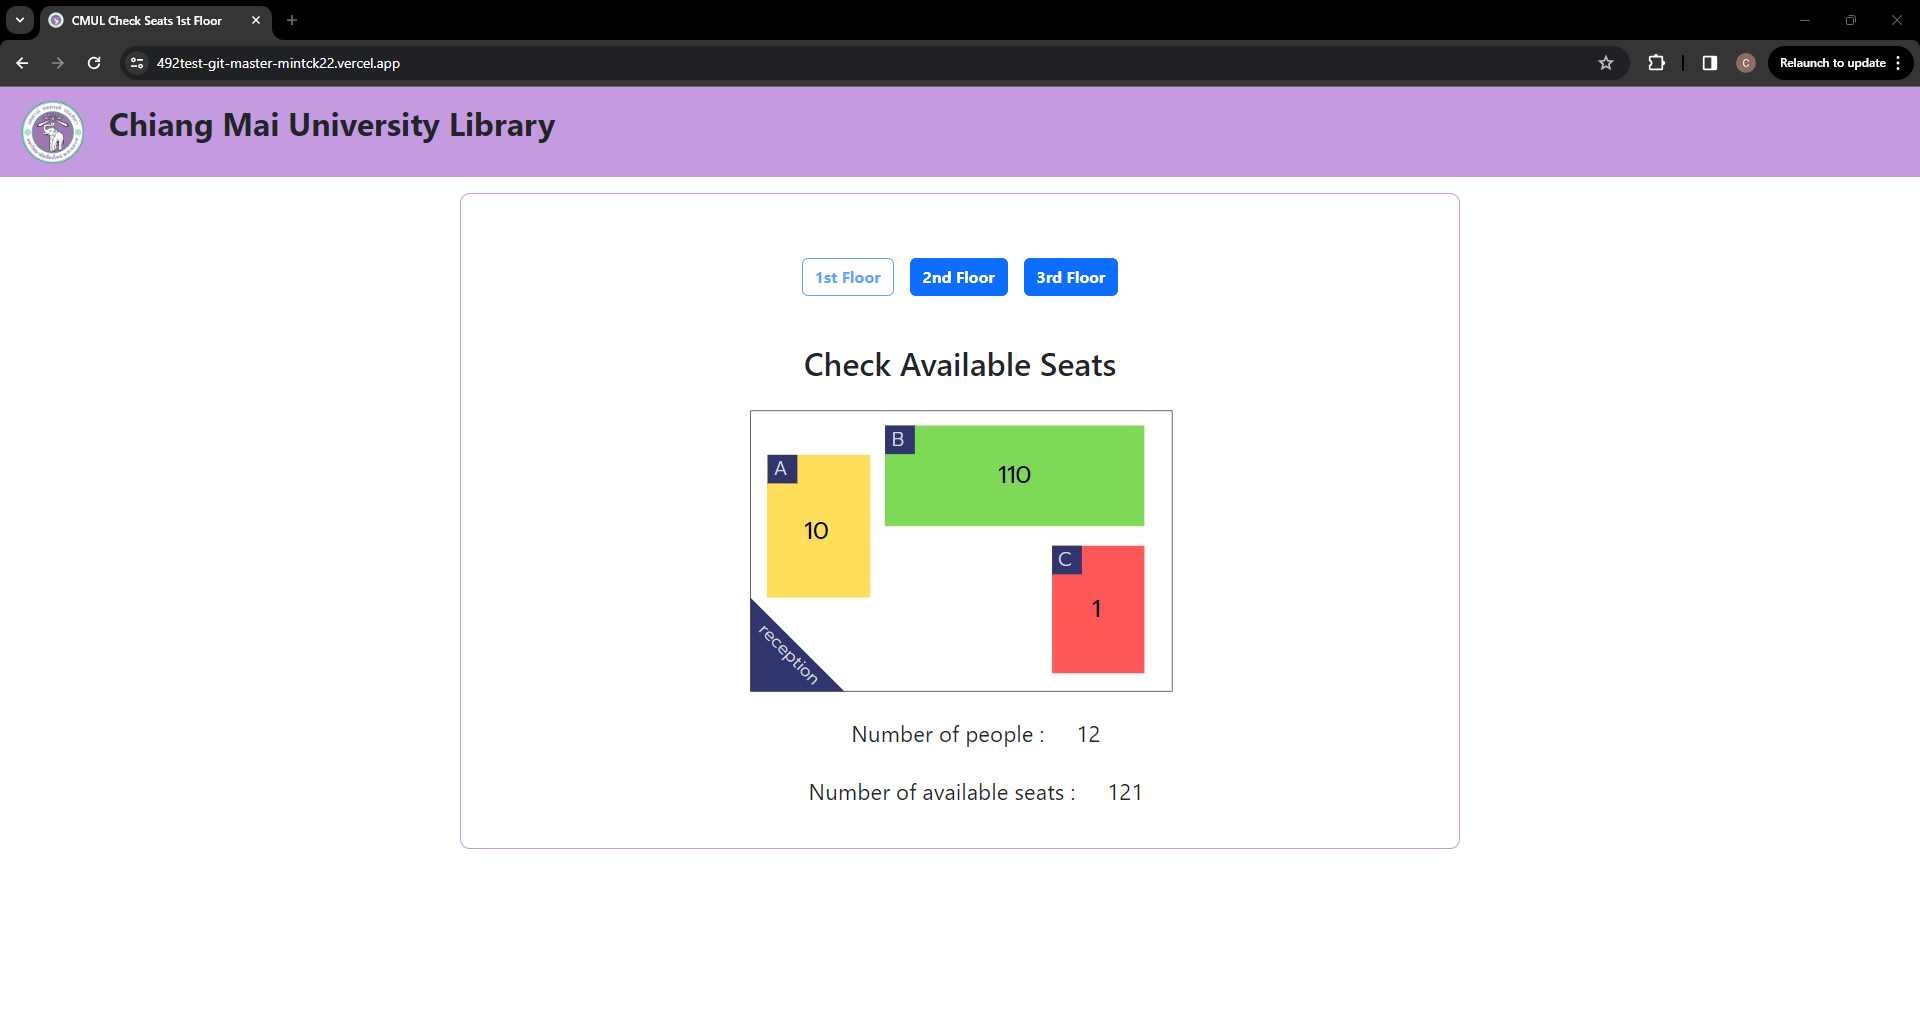 CMUL Check Seats 1st Floor
492test-git-master-mintck22.vercel.app
C
Relaunch to update
Chiang Mai University Library
1st Floor 2nd Floor 3rd Floor
Check Available Seats
B
110
A
10
C
1
reception
Number of people : 12
Number of available seats : 121